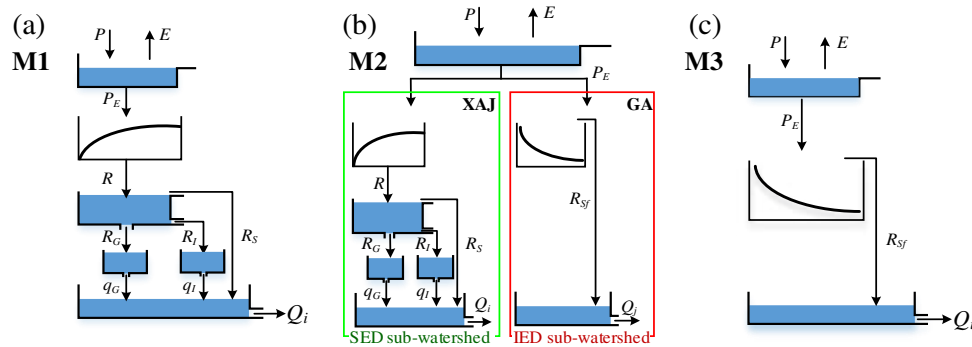 (a)
M1
P
E
P_E
R
R_G
R_I
R_S
q_G
q_I
Q_i
(b)
M2
P
E
P_E
XAJ
R
R_G
R_I
R_S
q_G
q_I
Q_i
SED sub-watershed
GA
R_Sf
Q_j
IED sub-watershed
(c)
M3
P
E
P_E
R_Sf
Q_i